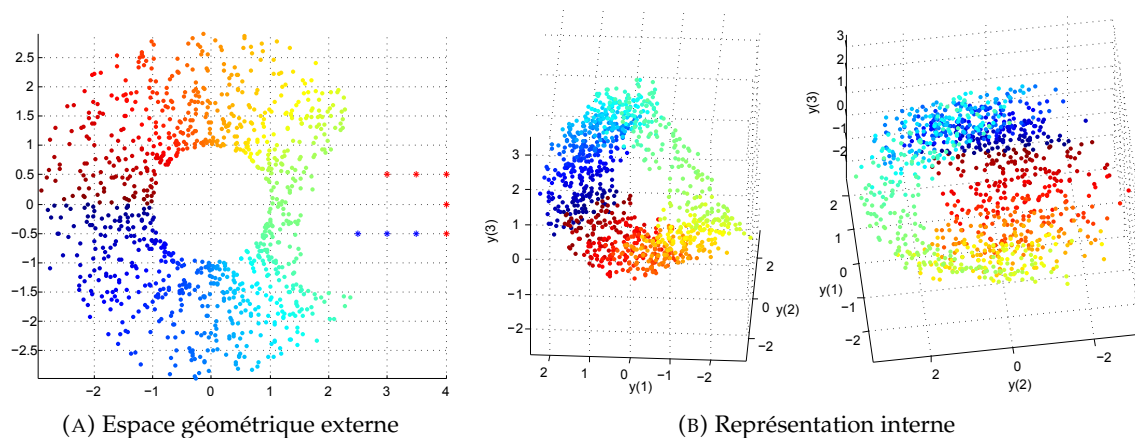 2.5
2
1.5
1
0.5
0
−0.5
−1
−1.5
−2
−2.5
−2 −1 0 1 2 3 4
(A) Espace géométrique externe
3
2
1
0
−1
−2
y(3)
2 1 0 −1 −2
y(1)
2
0
−2
y(2)
3
2
1
0
−1
−2
y(3)
2
1
0
−1
−2
y(1)
2 0 −2
y(2)
(B) Représentation interne